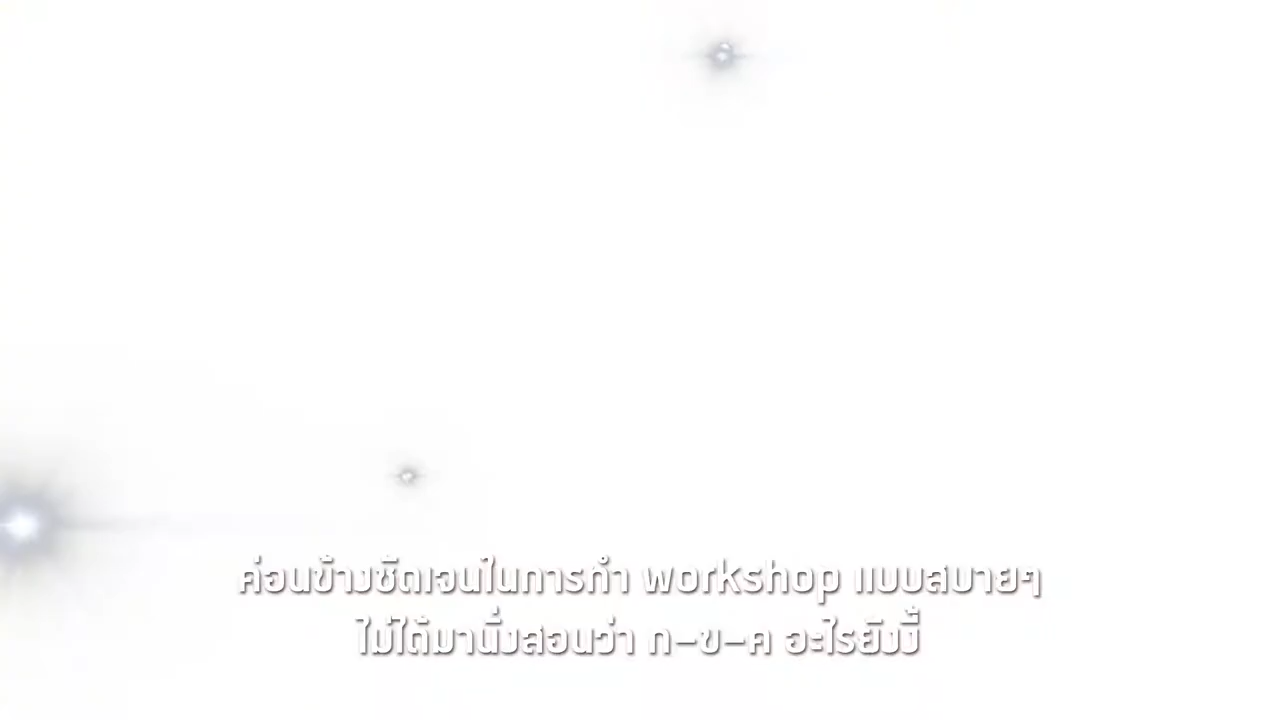 ค่อนข้างชัดเจนในการทำ workshop แบบสบายๆ
ไม่ได้มานั่งสอนว่า ก-ข-ค อะไรยังงี้